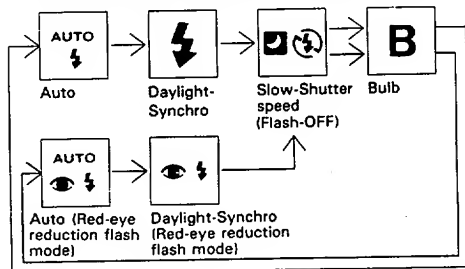 AUTO
Auto
Daylight-
Synchro
Slow-Shutter
speed
(Flash-OFF)
B
Bulb
AUTO
Auto (Red-eye
reduction flash
mode)
Daylight-Synchro
(Red-eye reduction
flash mode)